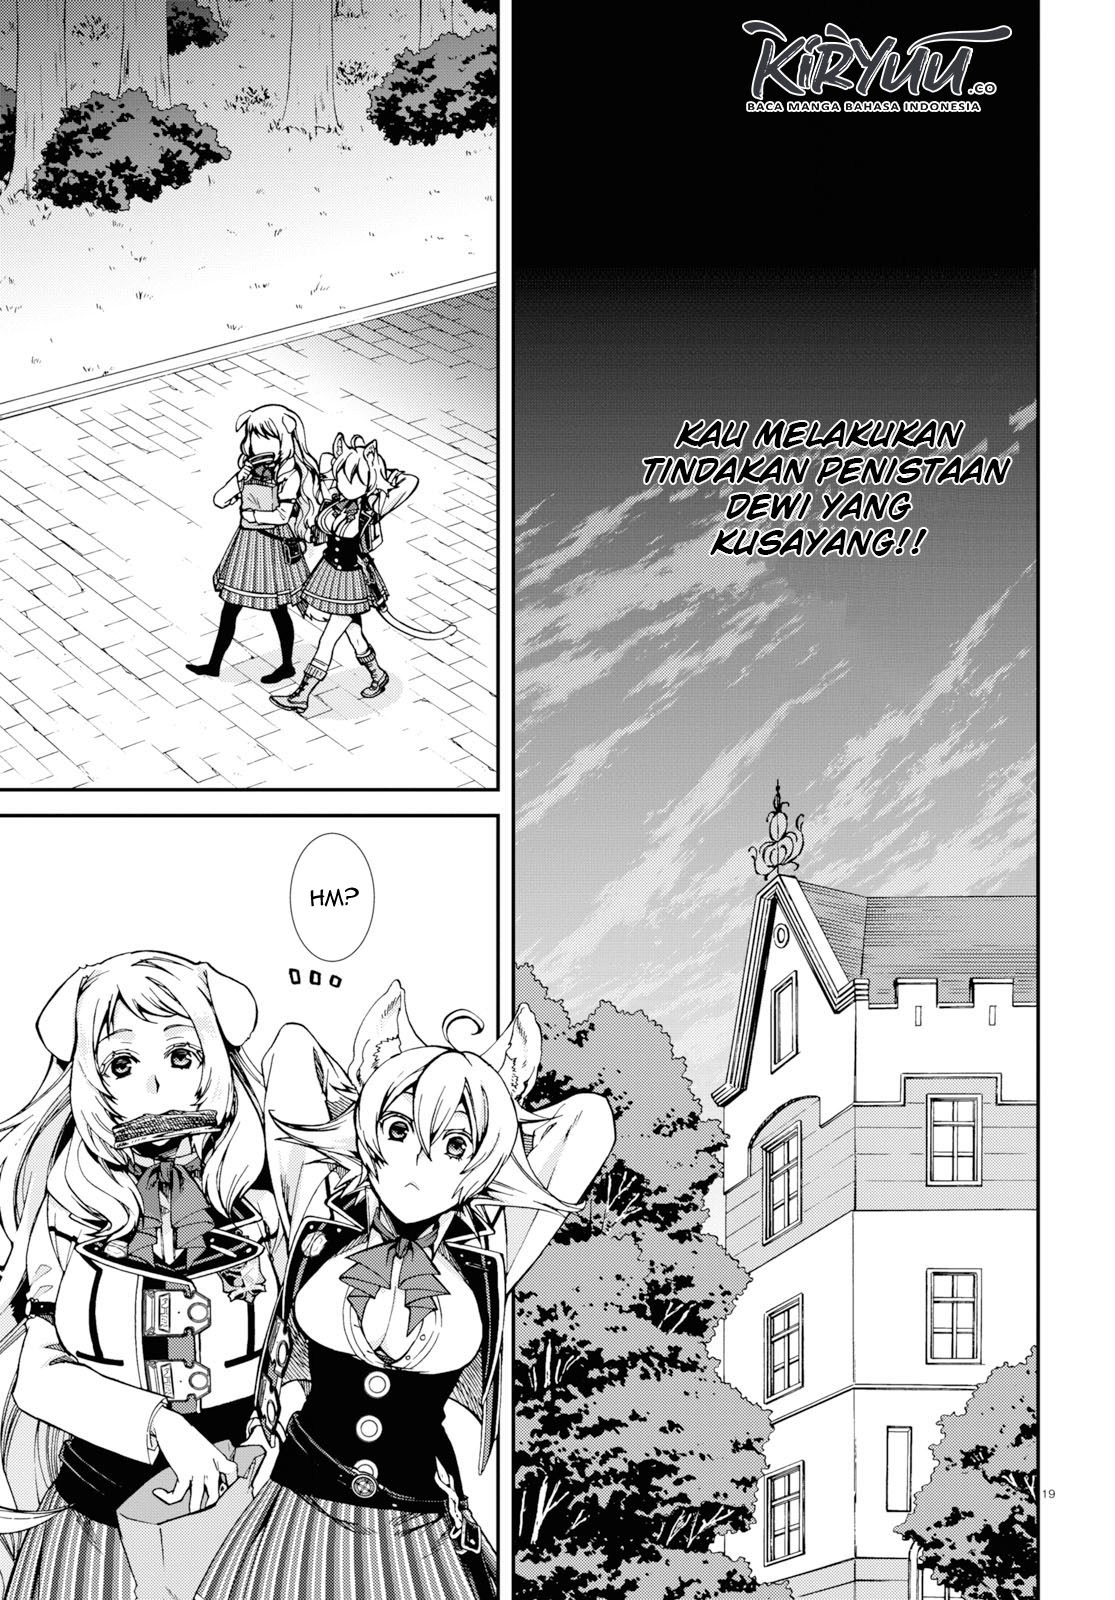 KIRYUU.CO
BACA MANGA BAHASA INDONESIA
KAU MELAKUKAN
TINDAKAN PENISTAAN
DEWI YANG
KUSAYANG!!
HM?
19